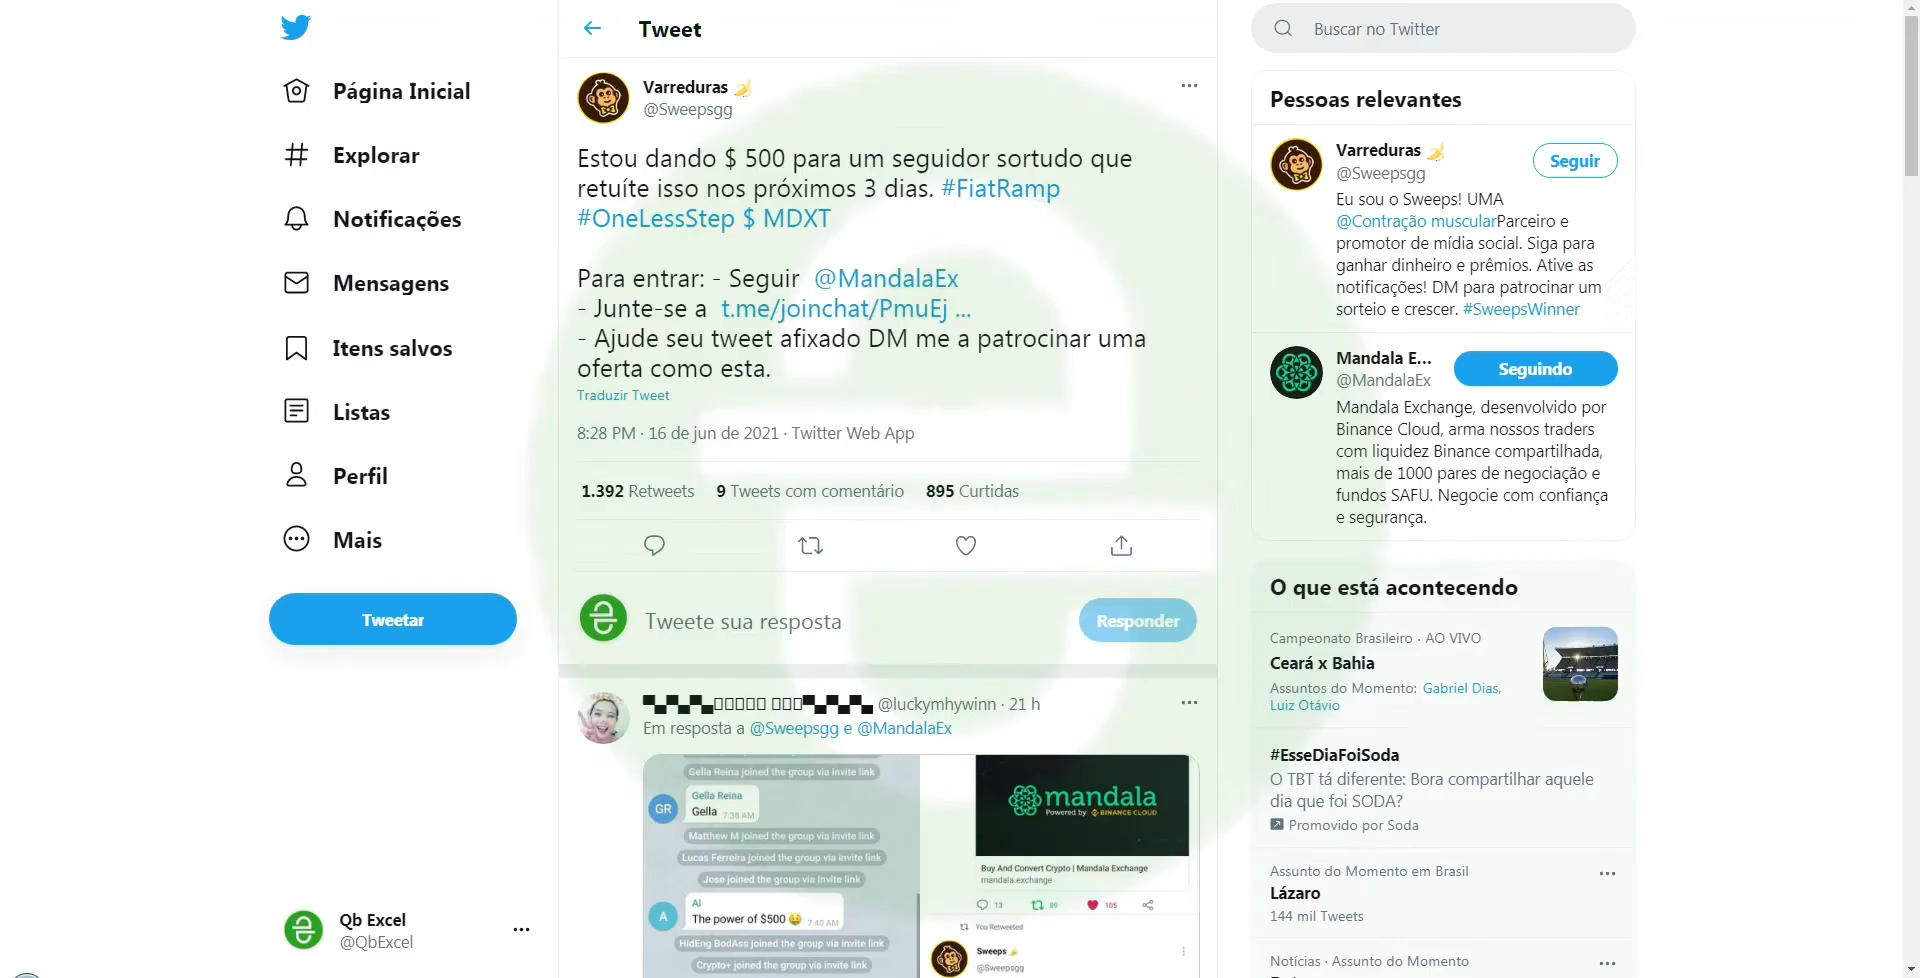 Página Inicial
Explorar
Notificações
Mensagens
Itens salvos
Listas
Perfil
Mais
Tweetar
Qb Excel
@QbExcel
Tweet
Varreduras
@Sweepsgg
Estou dando $ 500 para um seguidor sortudo que
retuíte isso nos próximos 3 dias. #FiatRamp
#OneLessStep $ MDXT
Para entrar: - Seguir @MandalaEx
- Junte-se a t.me/joinchat/PmuEj ...
- Ajude seu tweet afixado DM me a patrocinar uma
oferta como esta.
Traduzir Tweet
8:28 PM · 16 de jun de 2021 · Twitter Web App
1.392 Retweets 9 Tweets com comentário 895 Curtidas
Tweete sua resposta
Responder
@luckymhywinn · 21 h
Em resposta a @Sweepsgg e @MandalaEx
Gella Reina joined the group via invite link
GR
Gella Reina
Gella 7:38 AM
Matthew M joined the group via invite link
Lucas Ferreira joined the group via invite link
Jose joined the group via invite link
A
Al
The power of $500 7:40 AM
HidEng BodAss joined the group via invite link
Crypto+ joined the group via invite link
mandala
Powered by BINANCE CLOUD
Buy And Convert Crypto | Mandala Exchange
mandala.exchange
13 89 105
You Retweeted
Sweeps
@Sweepsgg
Buscar no Twitter
Pessoas relevantes
Varreduras
@Sweepsgg
Seguir
Eu sou o Sweeps! UMA
@Contração muscularParceiro e
promotor de mídia social. Siga para
ganhar dinheiro e prêmios. Ative as
notificações! DM para patrocinar um
sorteio e crescer. #SweepsWinner
Mandala E...
@MandalaEx
Seguindo
Mandala Exchange, desenvolvido por
Binance Cloud, arma nossos traders
com liquidez Binance compartilhada,
mais de 1000 pares de negociação e
fundos SAFU. Negocie com confiança
e segurança.
O que está acontecendo
Campeonato Brasileiro · AO VIVO
Ceará x Bahia
Assuntos do Momento: Gabriel Dias,
Luiz Otávio
#EsseDiaFoiSoda
O TBT tá diferente: Bora compartilhar aquele
dia que foi SODA?
Promovido por Soda
Assunto do Momento em Brasil
Lázaro
144 mil Tweets
Notícias · Assunto do Momento